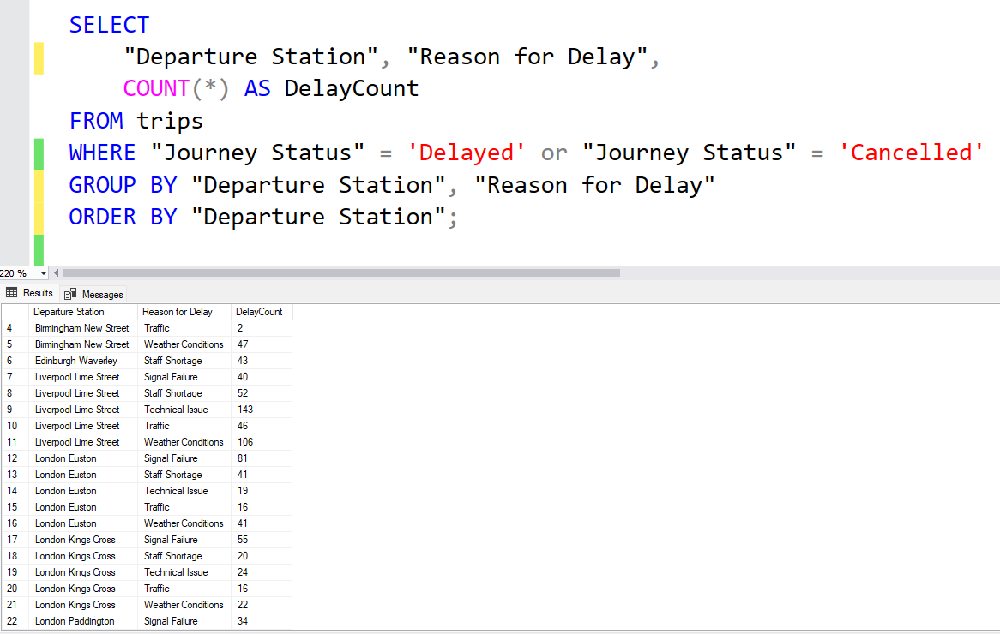 SELECT
"Departure Station", "Reason for Delay",
COUNT(*) AS DelayCount
FROM trips
WHERE "Journey Status" = 'Delayed' or "Journey Status" = 'Cancelled'
GROUP BY "Departure Station", "Reason for Delay"
ORDER BY "Departure Station";
220 %
Results Messages
Departure Station Reason for Delay DelayCount
4 Birmingham New Street Traffic 2
5 Birmingham New Street Weather Conditions 47
6 Edinburgh Waverley Staff Shortage 43
7 Liverpool Lime Street Signal Failure 40
8 Liverpool Lime Street Staff Shortage 52
9 Liverpool Lime Street Technical Issue 143
10 Liverpool Lime Street Traffic 46
11 Liverpool Lime Street Weather Conditions 106
12 London Euston Signal Failure 81
13 London Euston Staff Shortage 41
14 London Euston Technical Issue 19
15 London Euston Traffic 16
16 London Euston Weather Conditions 41
17 London Kings Cross Signal Failure 55
18 London Kings Cross Staff Shortage 20
19 London Kings Cross Technical Issue 24
20 London Kings Cross Traffic 16
21 London Kings Cross Weather Conditions 22
22 London Paddington Signal Failure 34